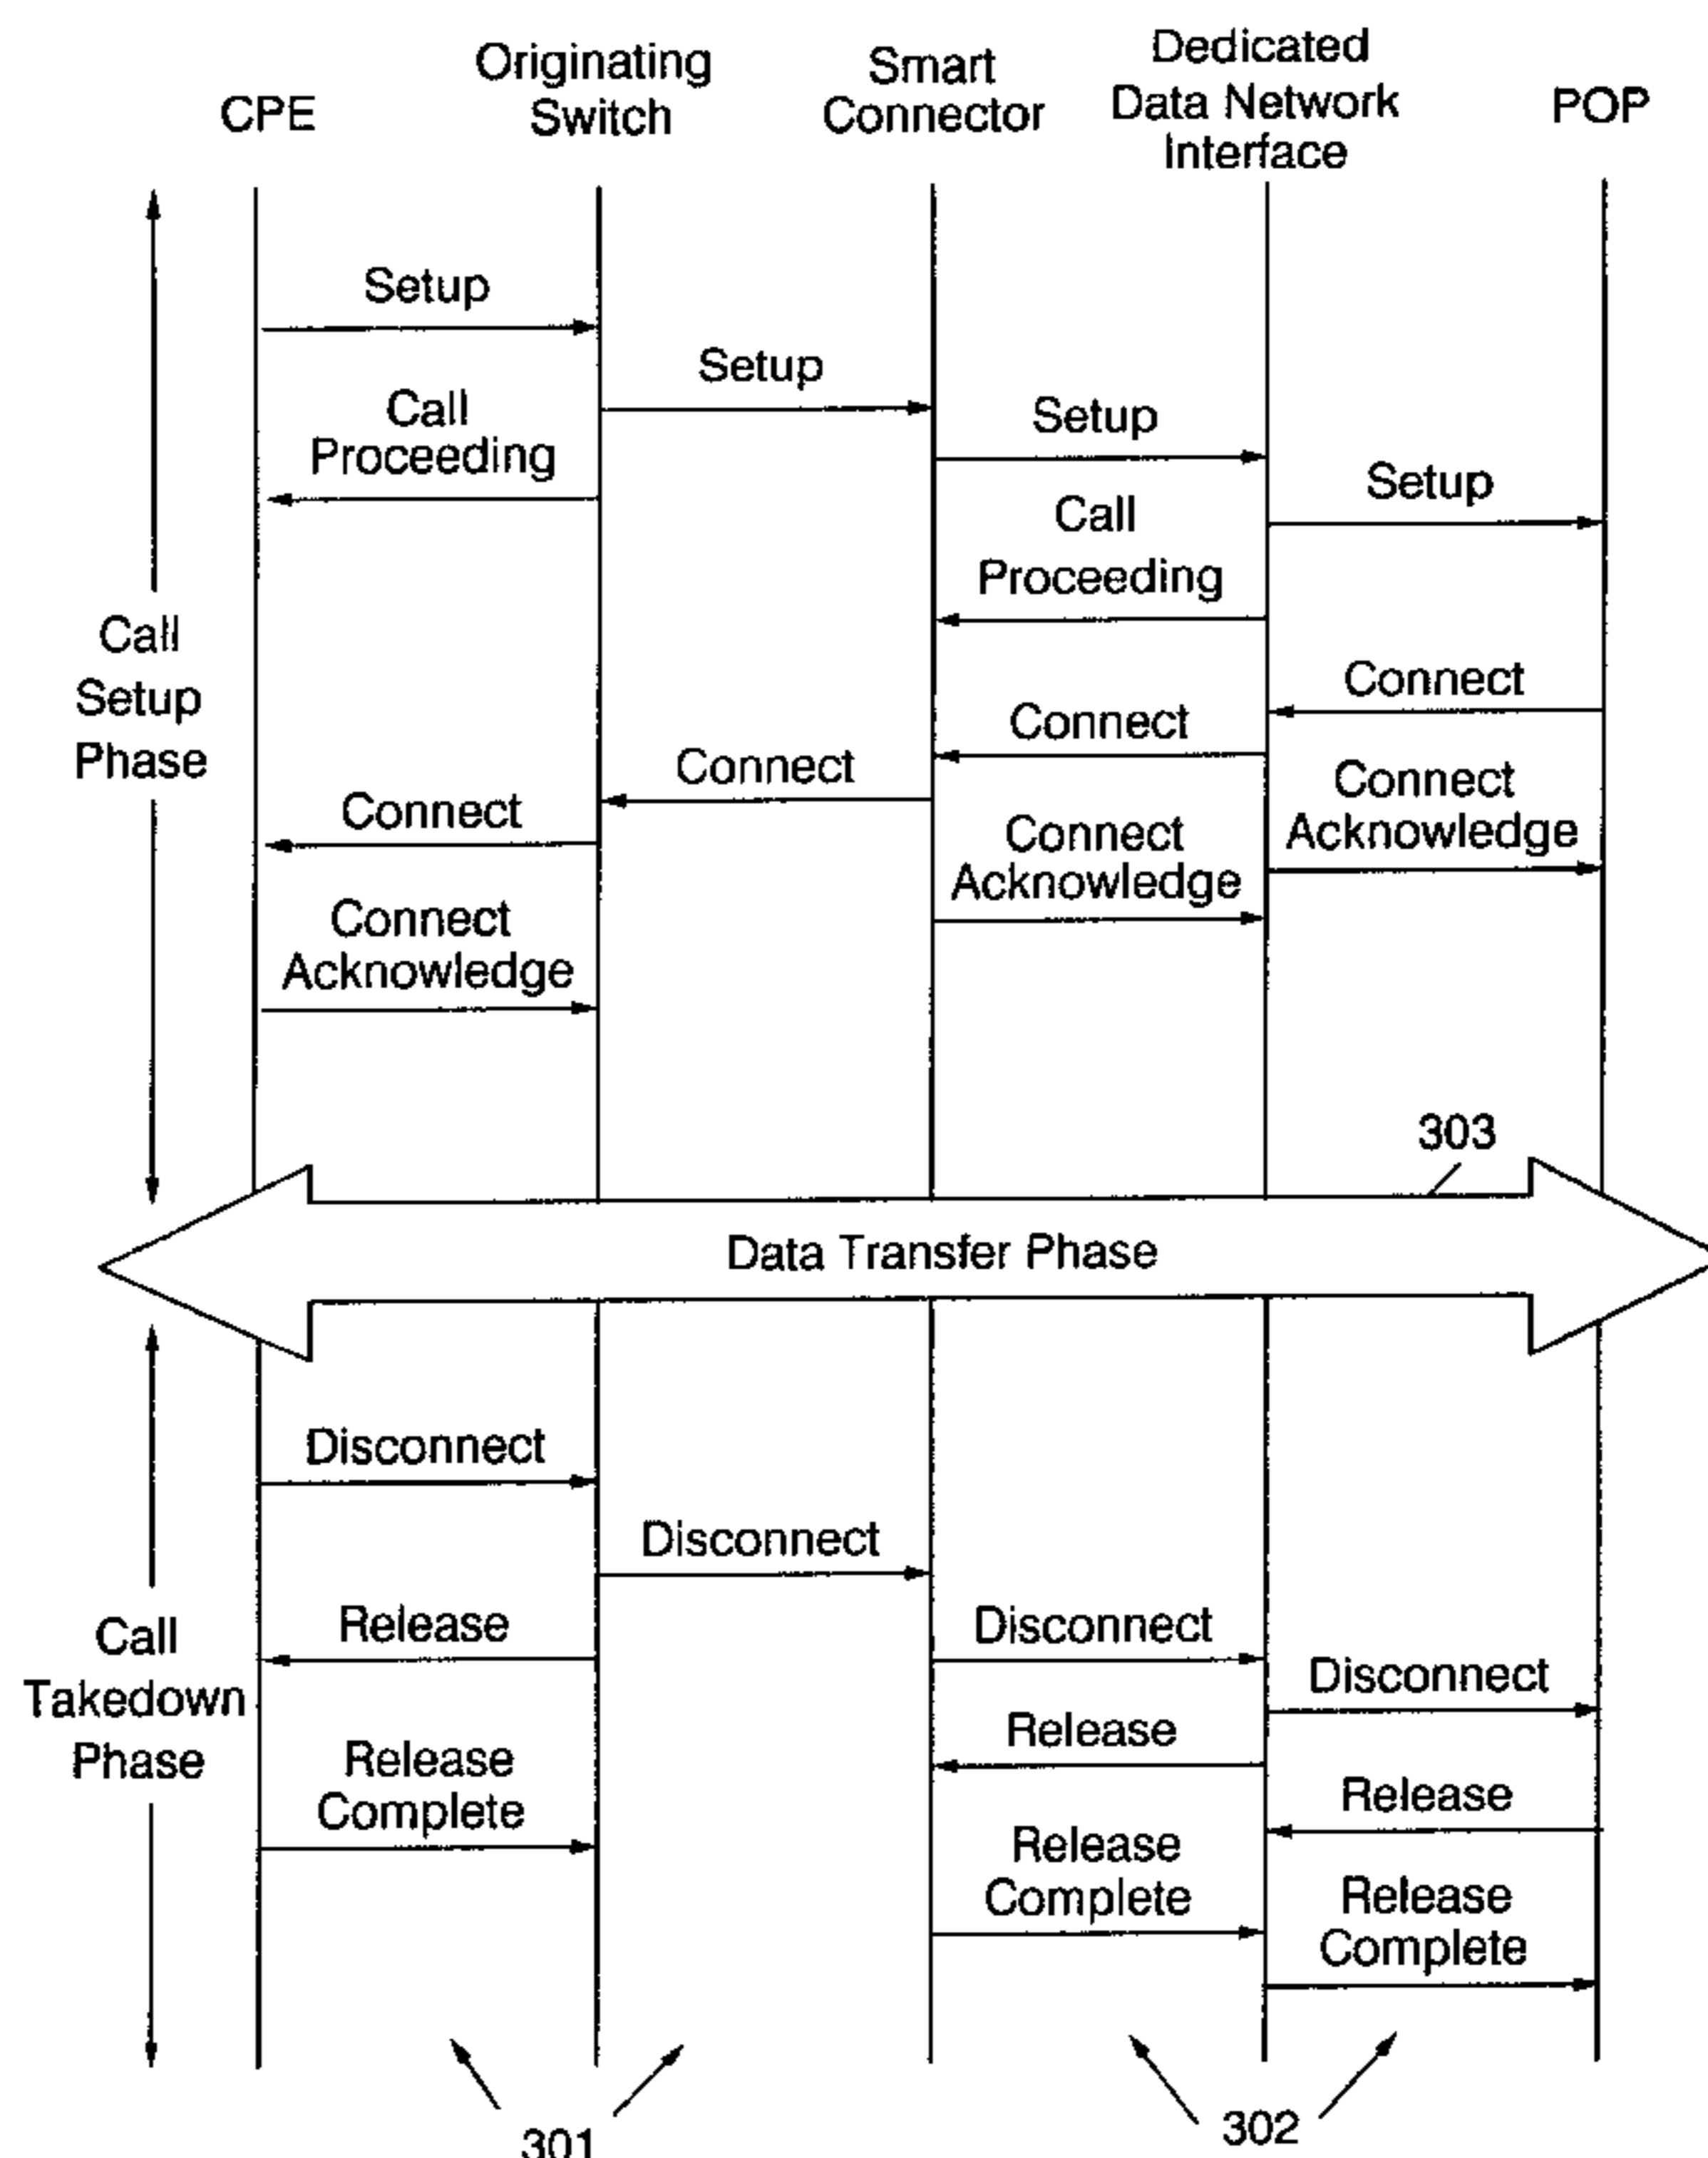 CPE
Originating
Switch
Smart
Connector
Dedicated
Data Network
Interface
POP
Setup
Setup
Call
Proceeding
Setup
Setup
Call
Proceeding
Call
Setup
Phase
Connect
Connect
Connect
Connect
Connect
Acknowledge
Connect
Acknowledge
Connect
Acknowledge
303
Data Transfer Phase
Disconnect
Disconnect
Release
Disconnect
Disconnect
Call
Takedown
Phase
Release
Release
Complete
Release
Release
Complete
Release
Complete
301
302